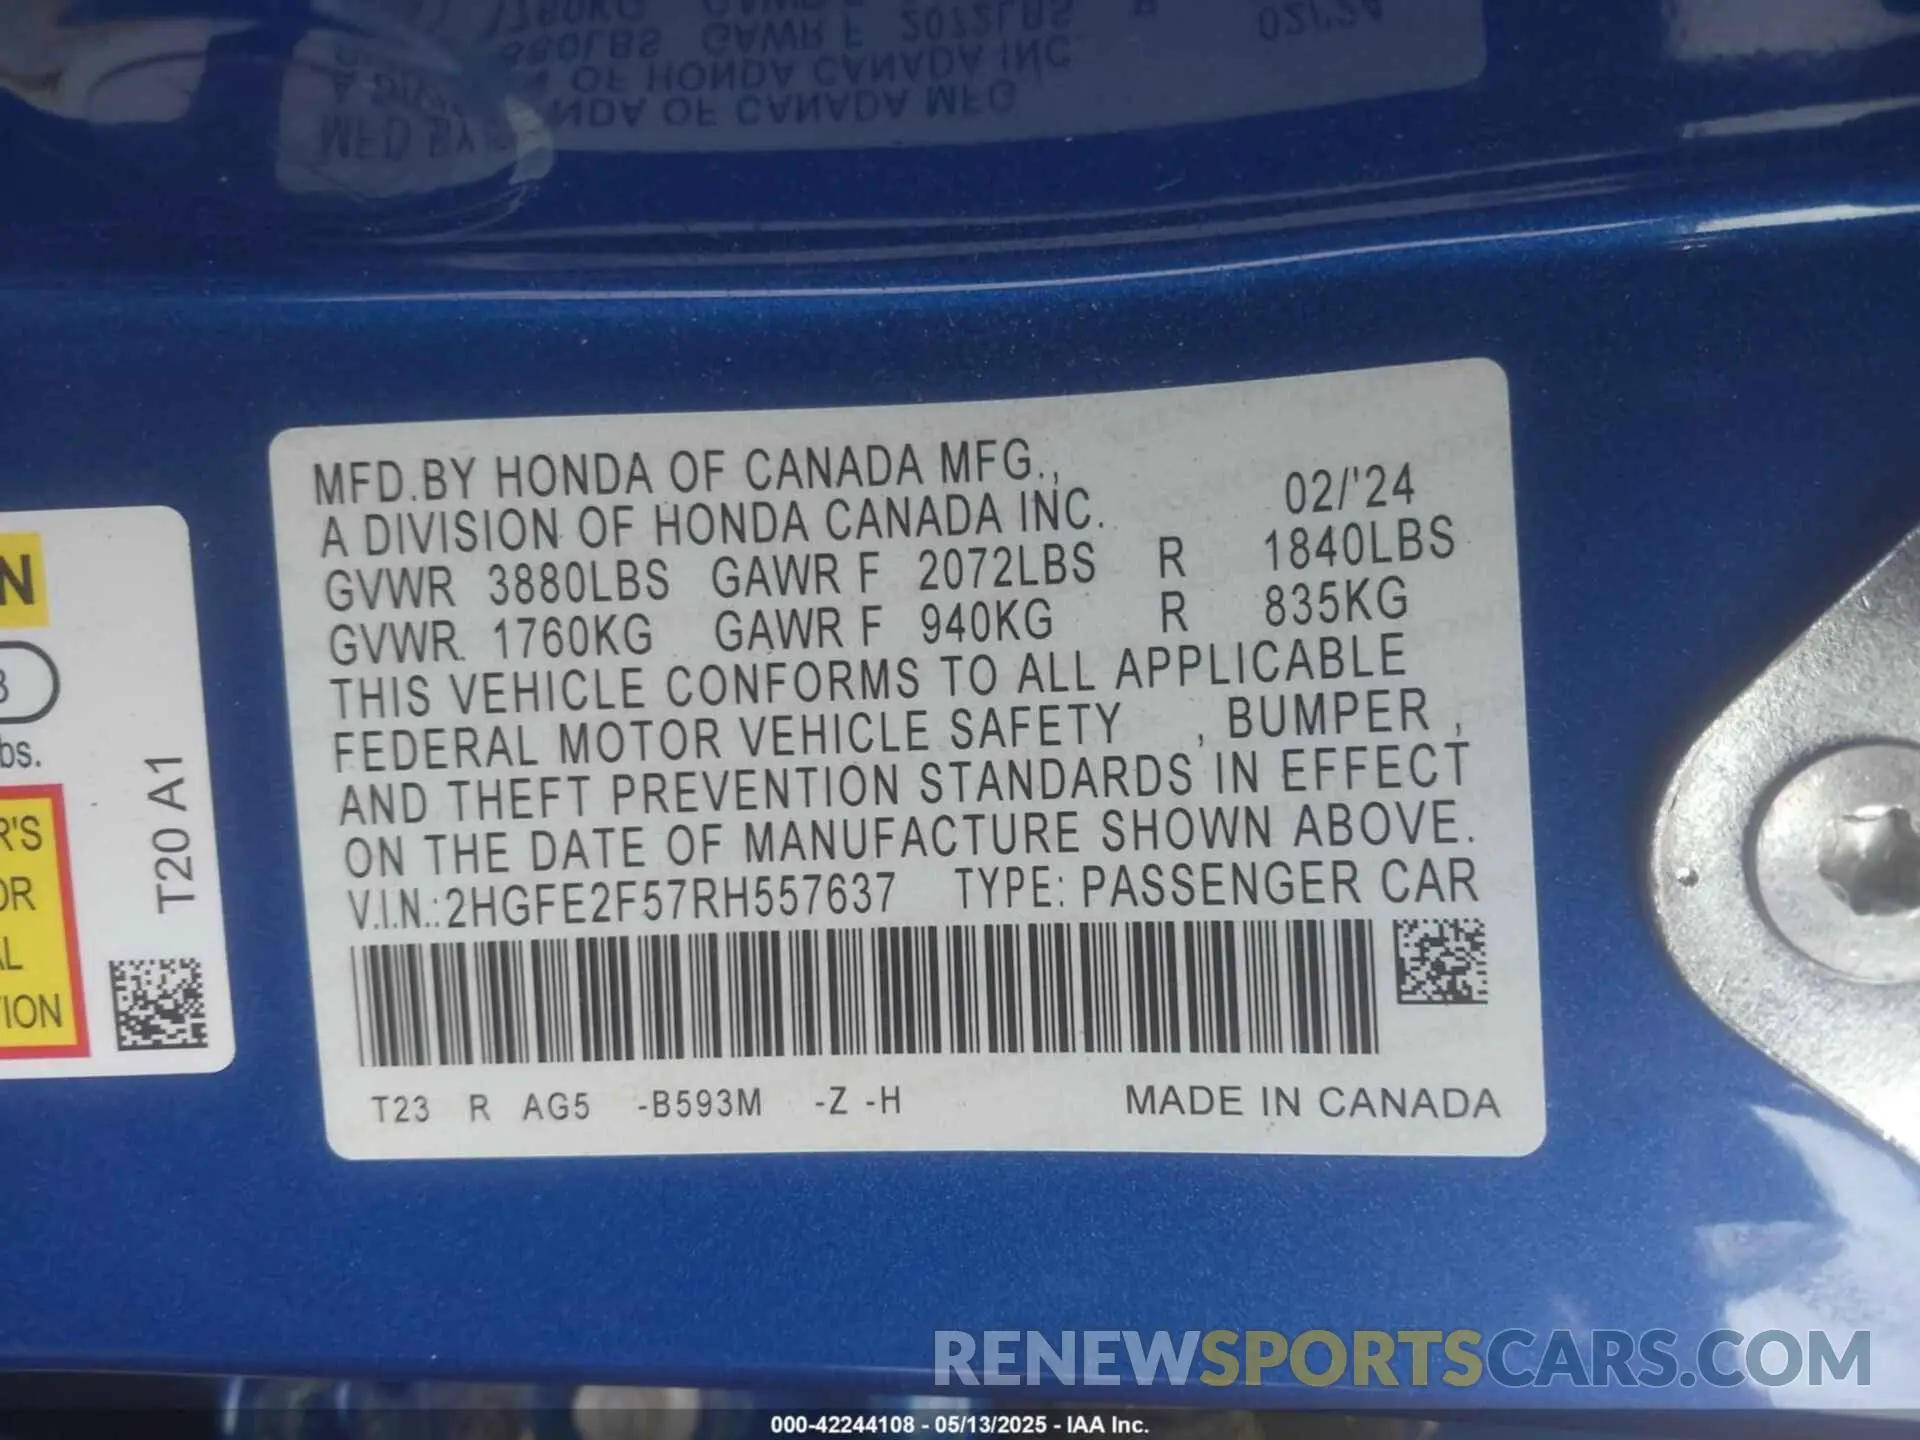 MFD.BY HONDA OF CANADA MFG.,
A DIVISION OF HONDA CANADA INC.
02/'24
GVWR 3880LBS GAWR F 2072LBS R 1840LBS
GVWR 1760KG GAWR F 940KG R 835KG
THIS VEHICLE CONFORMS TO ALL APPLICABLE
FEDERAL MOTOR VEHICLE SAFETY , BUMPER ,
AND THEFT PREVENTION STANDARDS IN EFFECT
ON THE DATE OF MANUFACTURE SHOWN ABOVE.
V.I.N.:2HGFE2F57RH557637 TYPE: PASSENGER CAR
T23 R AG5 -B593M -Z -H MADE IN CANADA
T20 A1
RENEWSPORTSCARS.COM
000-42244108 - 05/13/2025 - IAA Inc.